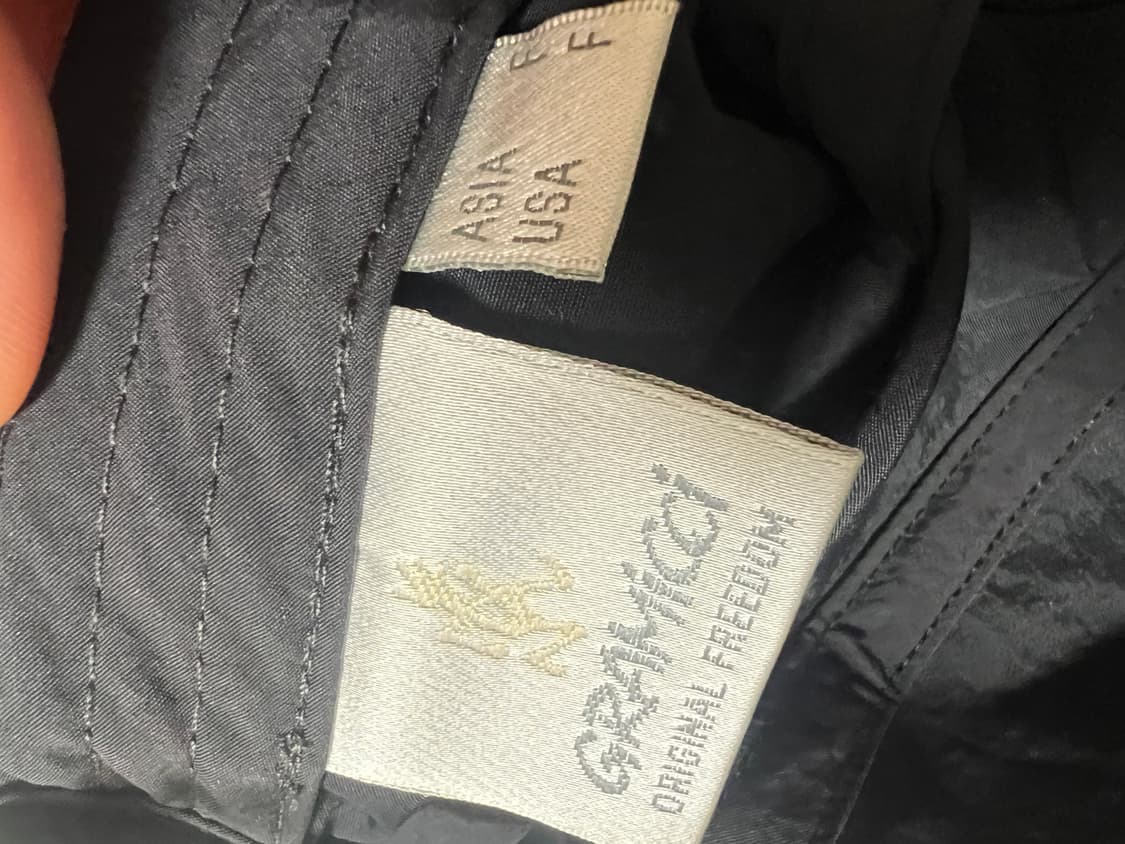 ASIA F
USA F
GRAMICCI
ORIGINAL FREEDOM